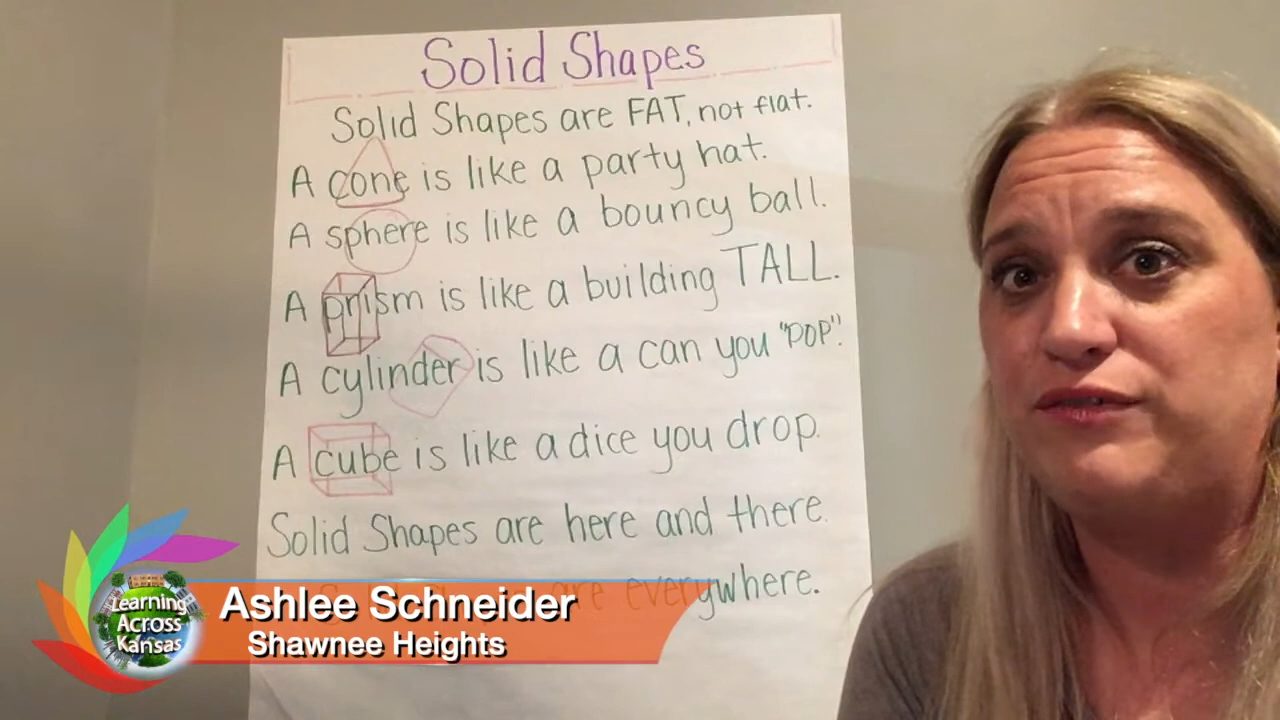 Solid Shapes
Solid Shapes are FAT, not flat.
A cone is like a party hat.
A sphere is like a bouncy ball.
A prism is like a building TALL.
A cylinder is like a can you "POP".
A cube is like a dice you drop.
Solid Shapes are here and there.
are everywhere.
Learning
Across
Kansas
Ashlee Schneider
Shawnee Heights